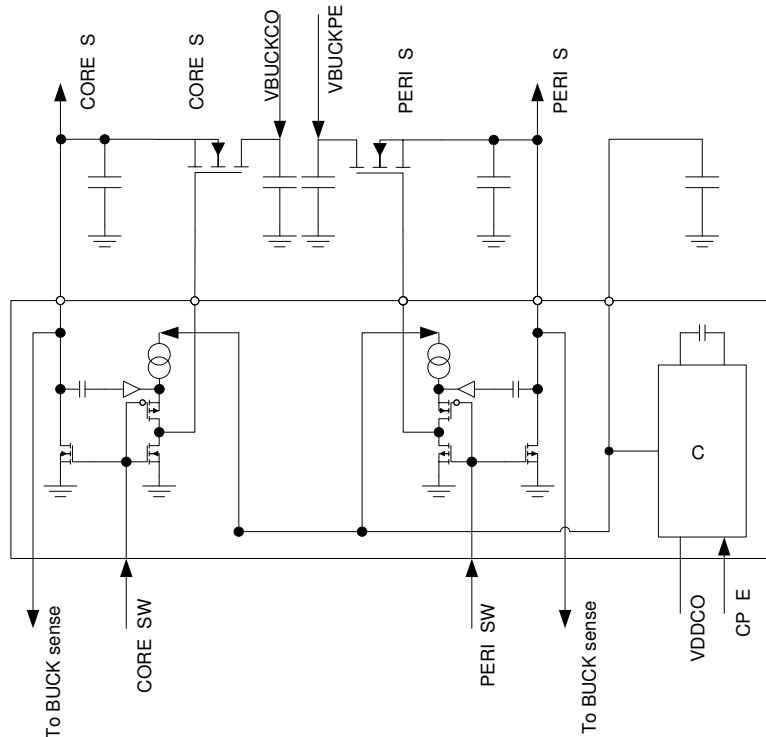 CORE S
CORE S
VBUCKCO
VBUCKPE
PERI S
PERI S
C
To BUCK sense
CORE SW
PERI SW
To BUCK sense
VDDCO
CP E